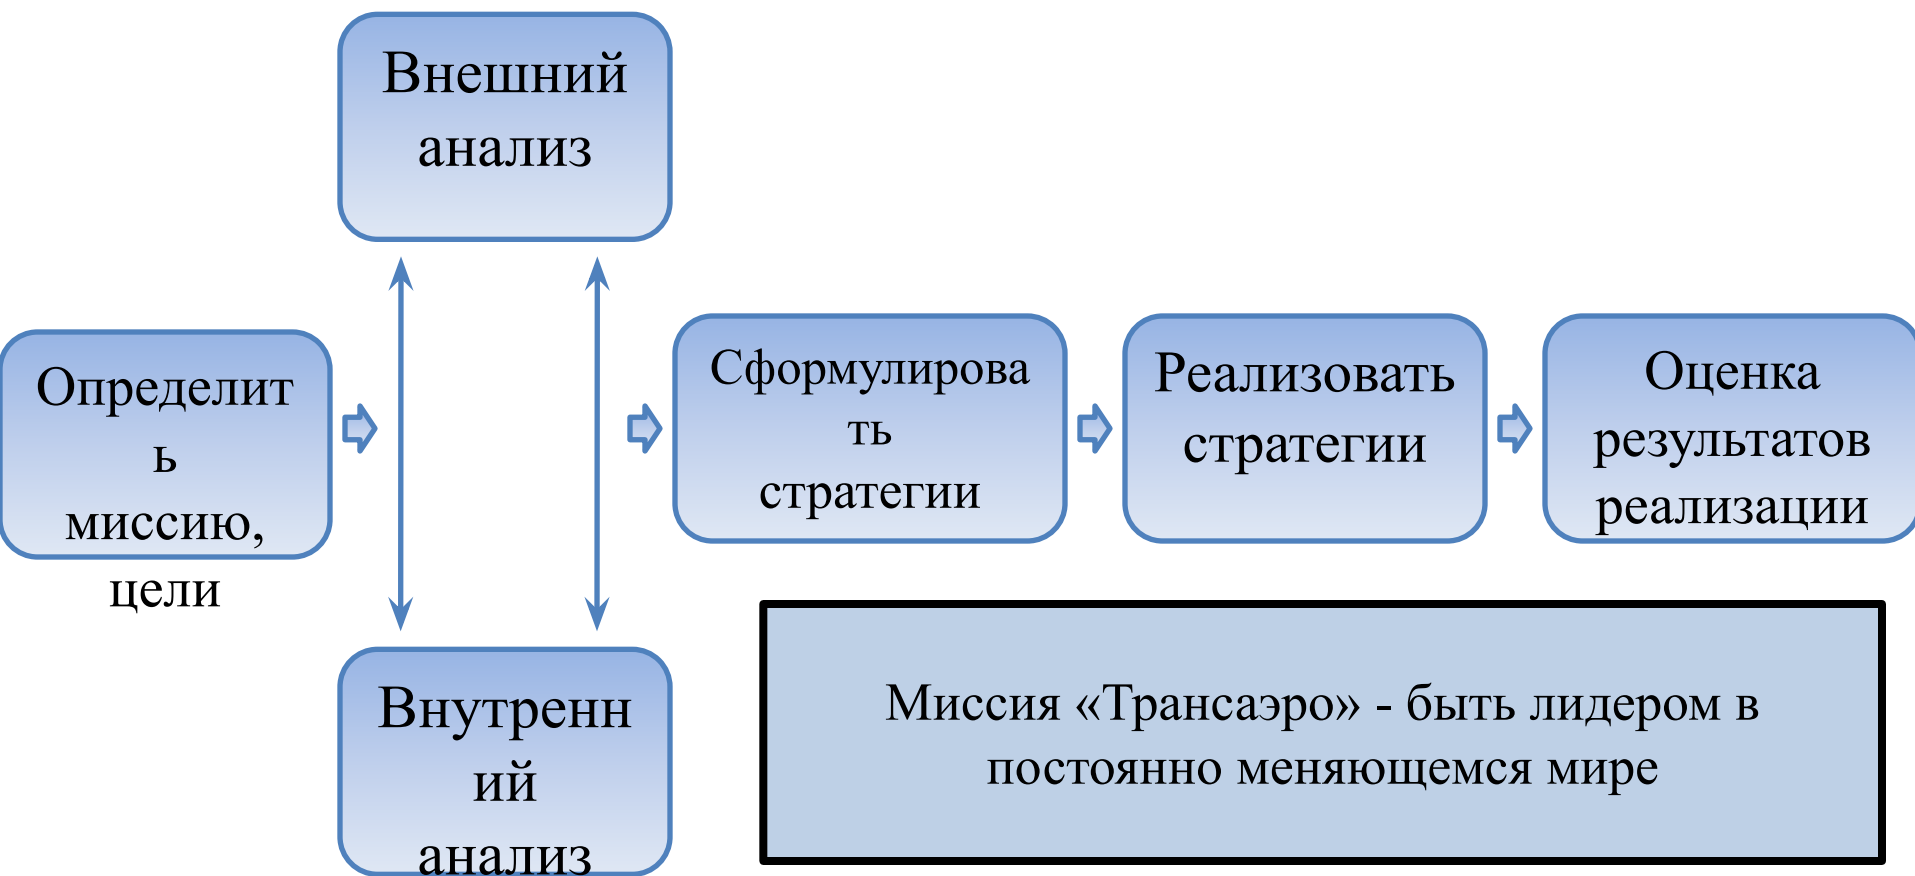 Внешний
анализ
Определит
ь
миссию,
цели
Сформулирова
ть
стратегии
Реализовать
стратегии
Оценка
результатов
реализации
Внутренн
ий
анализ
Миссия «Трансаэро» - быть лидером в
постоянно меняющемся мире